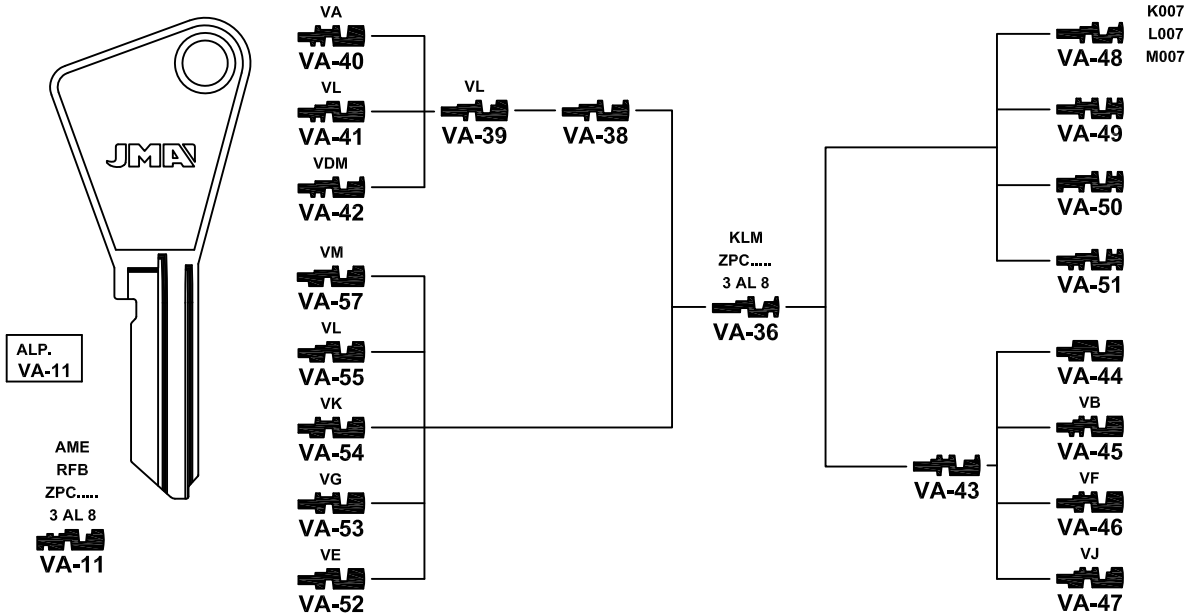 JMA
ALP.
VA-11
AME
RFB
ZPC.....
3 AL 8
VA-11
VA
VA-40
VL
VA-41
VDM
VA-42
VL
VA-39
VA-38
VM
VA-57
VL
VA-55
VK
VA-54
VG
VA-53
VE
VA-52
KLM
ZPC.....
3 AL 8
VA-36
K007
L007
M007
VA-48
VA-49
VA-50
VA-51
VA-43
VA-44
VB
VA-45
VF
VA-46
VJ
VA-47